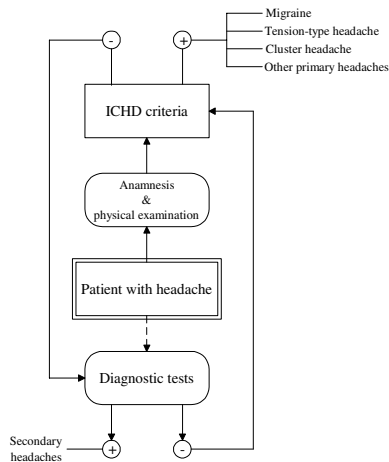 Migraine
- +
Tension-type headache
Cluster headache
Other primary headaches
ICHD criteria
Anamnesis
&
physical examination
Patient with headache
Diagnostic tests
Secondary
headaches
+ -